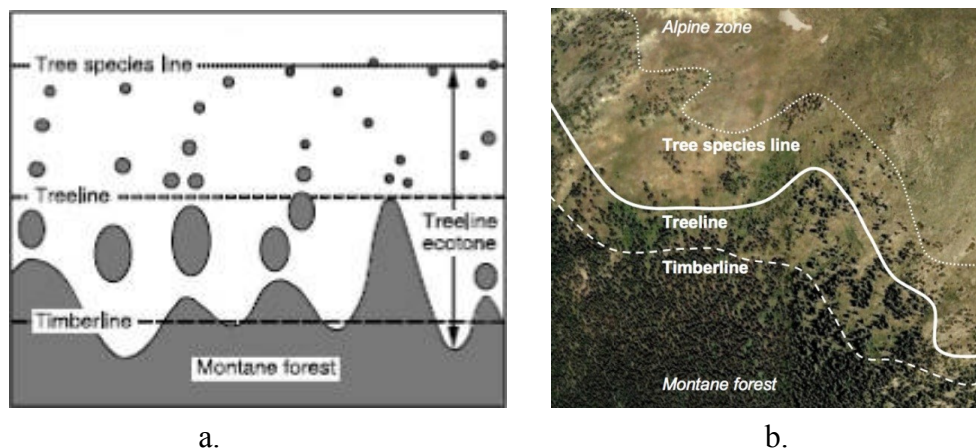 Tree species line
Treeline
Treeline
ecotone
Timberline
Montane forest
a.
Alpine zone
Tree species line
Treeline
Timberline
Montane forest
b.